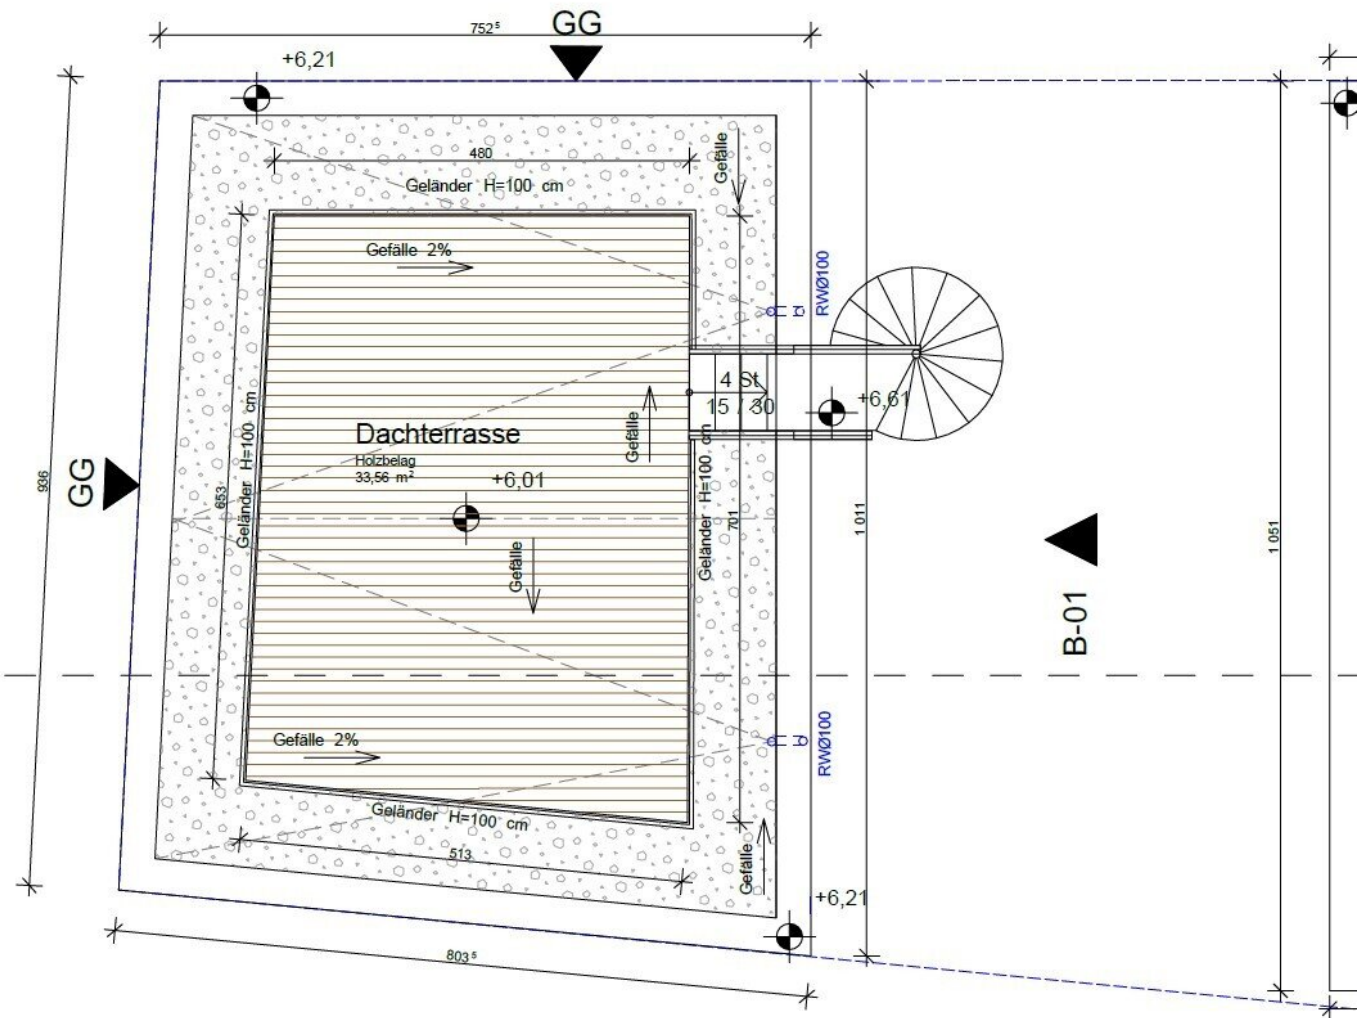 752⁵
GG
+6,21
Gefälle
480
Geländer H=100 cm
Gefälle 2%
RWØ100
4 St
15 / 30
+6,61
Geländer H=100 cm
Gefälle
Dachterrasse
Holzbelag
33,56 m²
+6,01
GG
936
653
Geländer H=100 cm
701
1 011
1 051
Gefälle
B-01
Gefälle 2%
RWØ100
Geländer H=100 cm
513
Gefälle
+6,21
803⁵